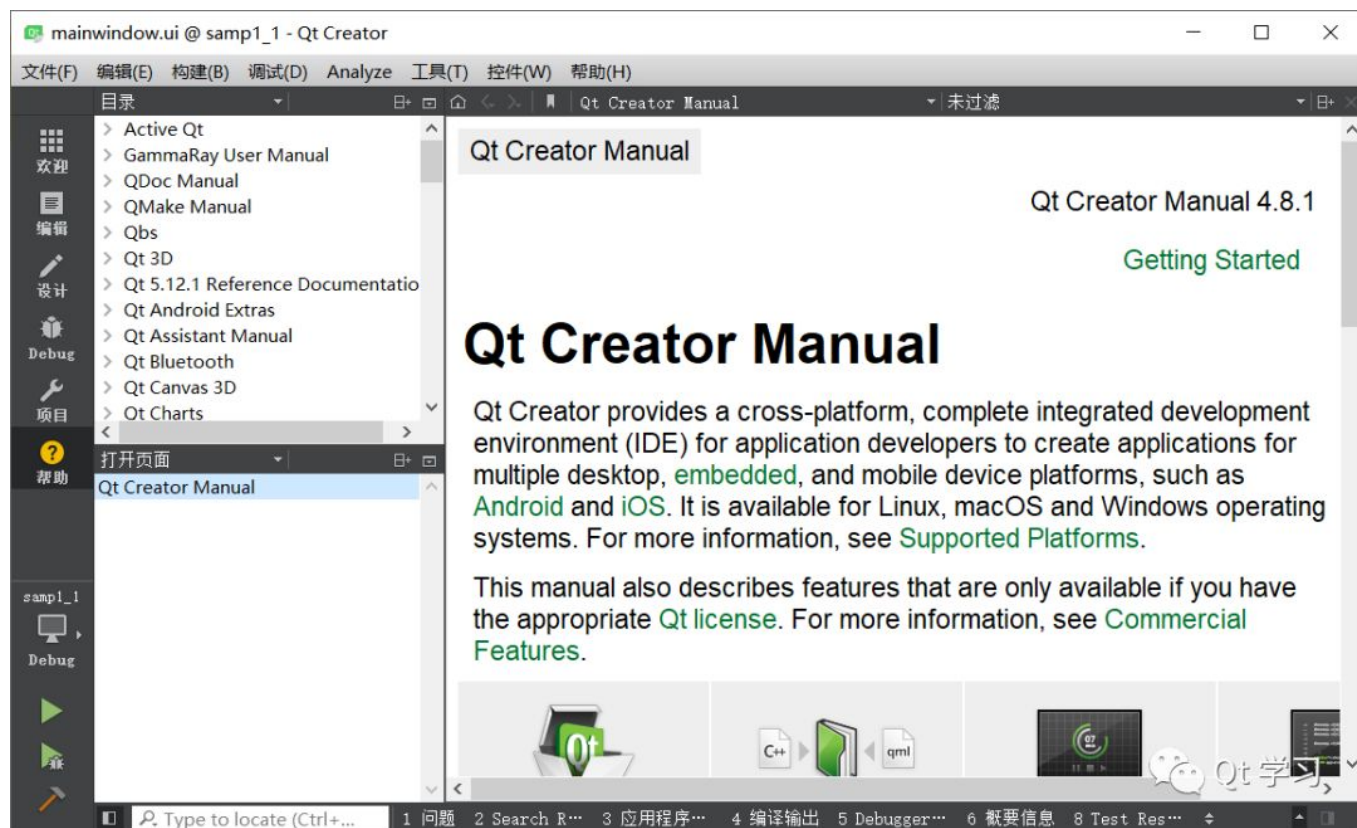 mainwindow.ui @ samp1_1 - Qt Creator
文件(F) 编辑(E) 构建(B) 调试(D) Analyze 工具(T) 控件(W) 帮助(H)
目录
Qt Creator Manual
未过滤
欢迎
编辑
设计
Debug
项目
帮助
samp1_1
Debug
Active Qt
GammaRay User Manual
QDoc Manual
QMake Manual
Qbs
Qt 3D
Qt 5.12.1 Reference Documentatio
Qt Android Extras
Qt Assistant Manual
Qt Bluetooth
Qt Canvas 3D
Qt Charts
打开页面
Qt Creator Manual
Qt Creator Manual
Qt Creator Manual 4.8.1
Getting Started
Qt Creator Manual
Qt Creator provides a cross-platform, complete integrated development
environment (IDE) for application developers to create applications for
multiple desktop, embedded, and mobile device platforms, such as
Android and iOS. It is available for Linux, macOS and Windows operating
systems. For more information, see Supported Platforms.
This manual also describes features that are only available if you have
the appropriate Qt license. For more information, see Commercial
Features.
Qt
C++
qml
07
Qt学习
Type to locate (Ctrl+...
1 问题 2 Search R… 3 应用程序… 4 编译输出 5 Debugger… 6 概要信息 8 Test Res…